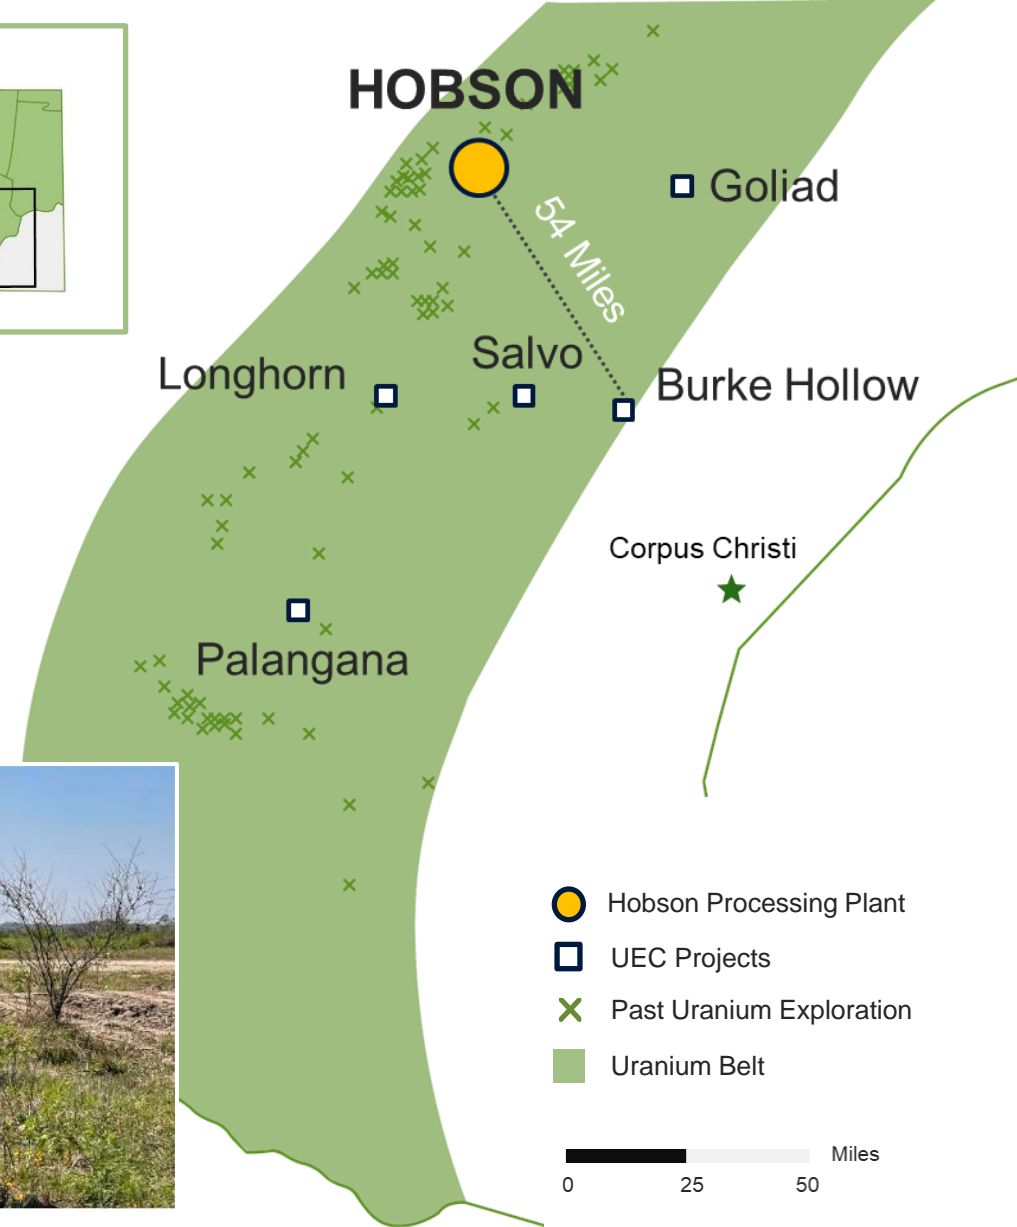 HOBSON
Goliad
54 Miles
Salvo
Longhorn
Burke Hollow
Corpus Christi
Palangana
Hobson Processing Plant
UEC Projects
Past Uranium Exploration
Uranium Belt
Miles
0 25 50